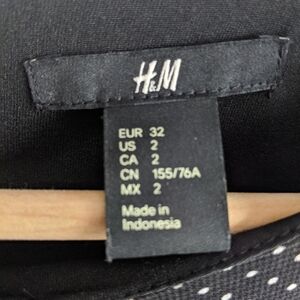 H&M
EUR 32
US 2
CA 2
CN 155/76A
MX 2
Made in
Indonesia